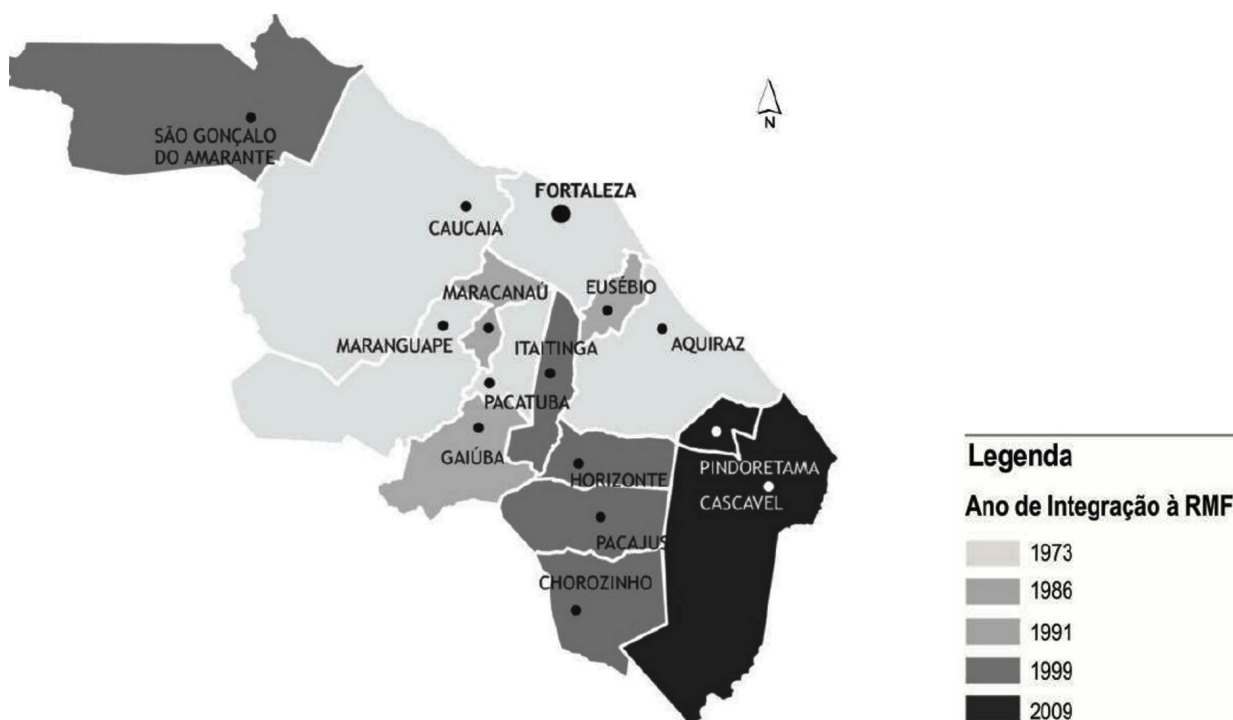 N
SÃO GONÇALO
DO AMARANTE
FORTALEZA
CAUCAIA
MARACANAÚ
EUSÉBIO
MARANGUAPE
ITAITINGA
AQUIRAZ
PACATUBA
GAIÚBA
HORIZONTE
PINDORETAMA
CASCAVEL
PACAJUS
CHOROZINHO
Legenda
Ano de Integração à RMF
1973
1986
1991
1999
2009